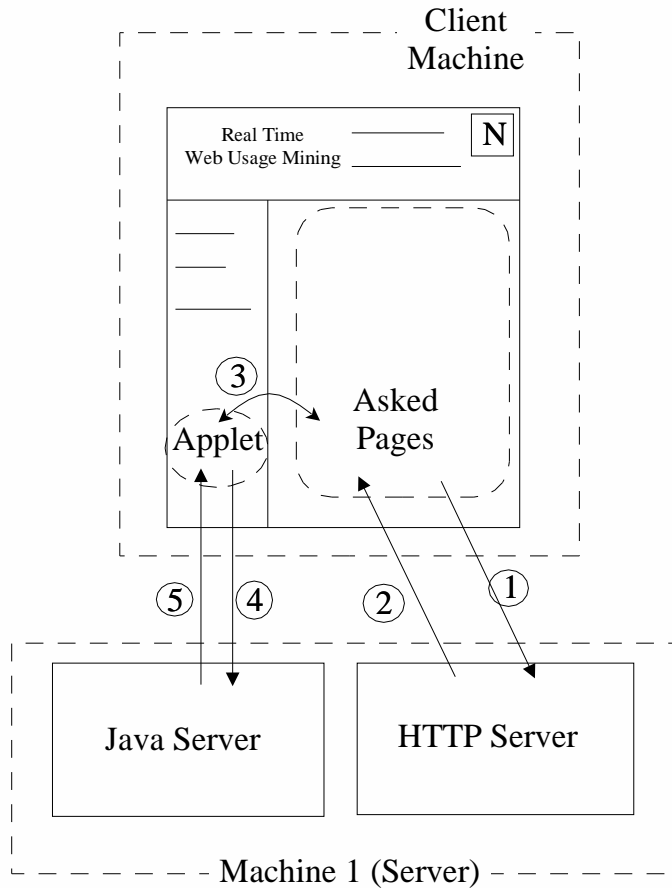 Client
Machine
Real Time
Web Usage Mining
N
3
Applet
Asked
Pages
5
4
2
1
Java Server
HTTP Server
Machine 1 (Server)